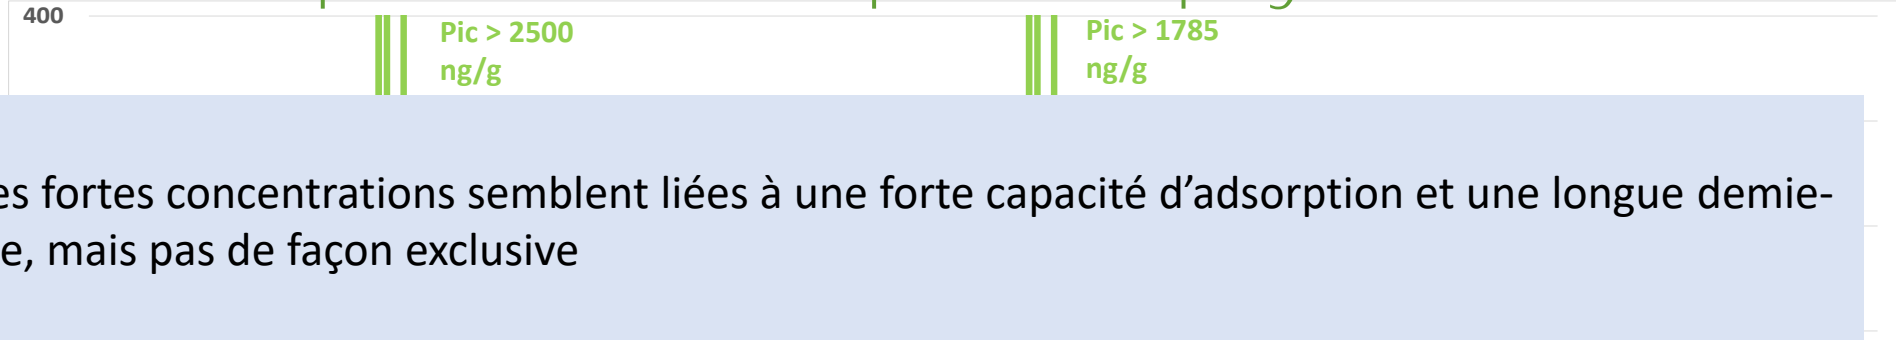 400
Pic > 2500
ng/g
Pic > 1785
ng/g
es fortes concentrations semblent liées à une forte capacité d’adsorption et une longue demie-
e, mais pas de façon exclusive